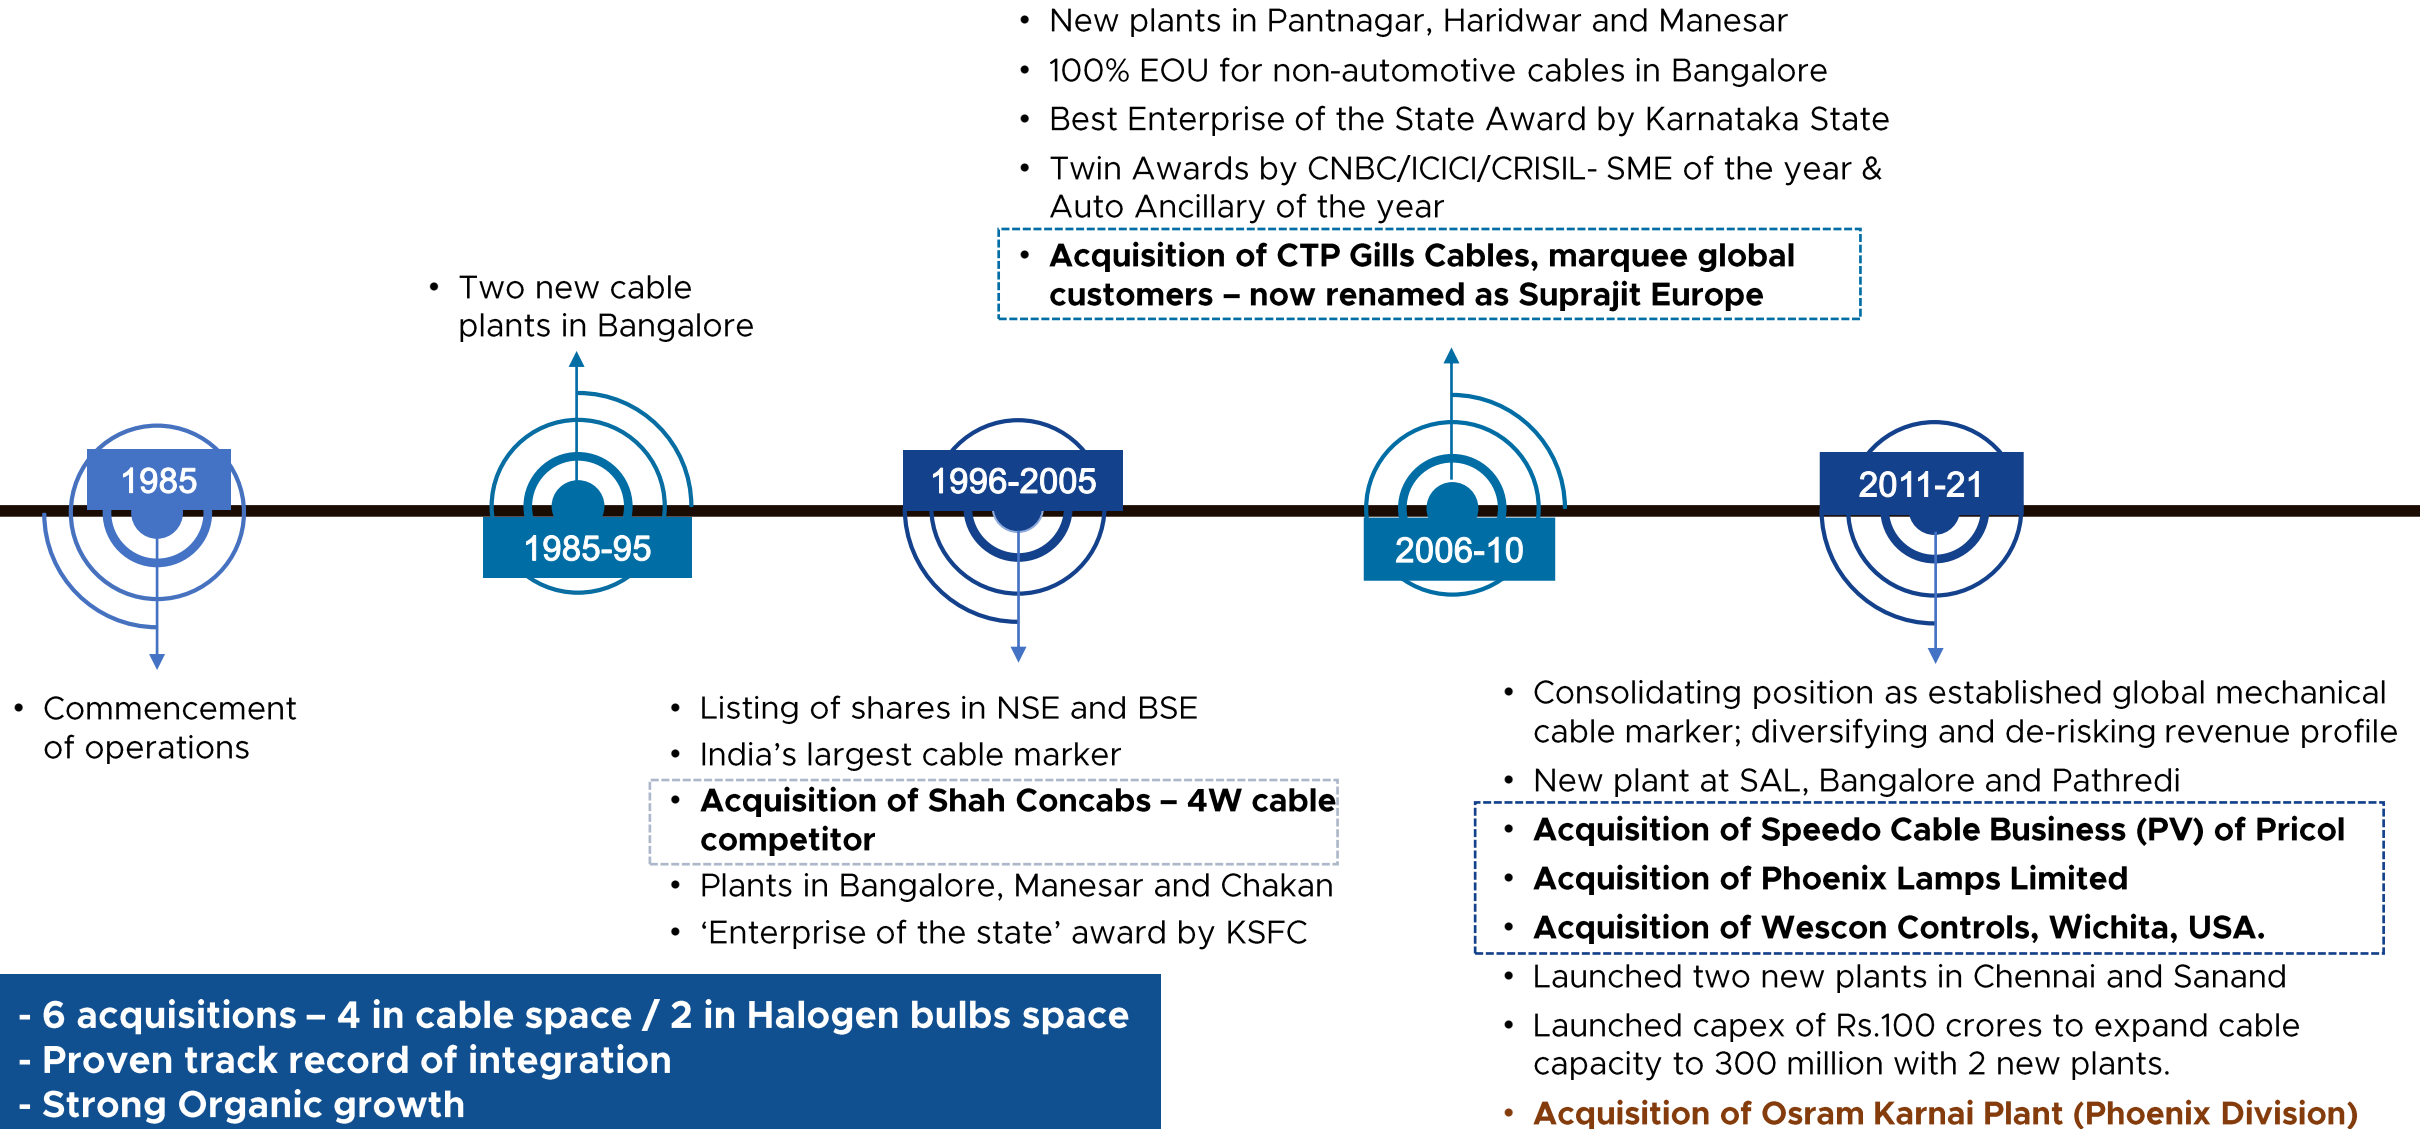 • New plants in Pantnagar, Haridwar and Manesar
• 100% EOU for non-automotive cables in Bangalore
• Best Enterprise of the State Award by Karnataka State
• Twin Awards by CNBC/ICICI/CRISIL- SME of the year &
Auto Ancillary of the year
• Acquisition of CTP Gills Cables, marquee global
customers – now renamed as Suprajit Europe
• Two new cable
plants in Bangalore
1985
1985-95
1996-2005
2006-10
2011-21
• Commencement
of operations
• Listing of shares in NSE and BSE
• India’s largest cable marker
• Acquisition of Shah Concabs – 4W cable
competitor
• Plants in Bangalore, Manesar and Chakan
• ‘Enterprise of the state’ award by KSFC
• Consolidating position as established global mechanical
cable marker; diversifying and de-risking revenue profile
• New plant at SAL, Bangalore and Pathredi
• Acquisition of Speedo Cable Business (PV) of Pricol
• Acquisition of Phoenix Lamps Limited
• Acquisition of Wescon Controls, Wichita, USA.
• Launched two new plants in Chennai and Sanand
• Launched capex of Rs.100 crores to expand cable
capacity to 300 million with 2 new plants.
• Acquisition of Osram Karnai Plant (Phoenix Division)
- 6 acquisitions – 4 in cable space / 2 in Halogen bulbs space
- Proven track record of integration
- Strong Organic growth